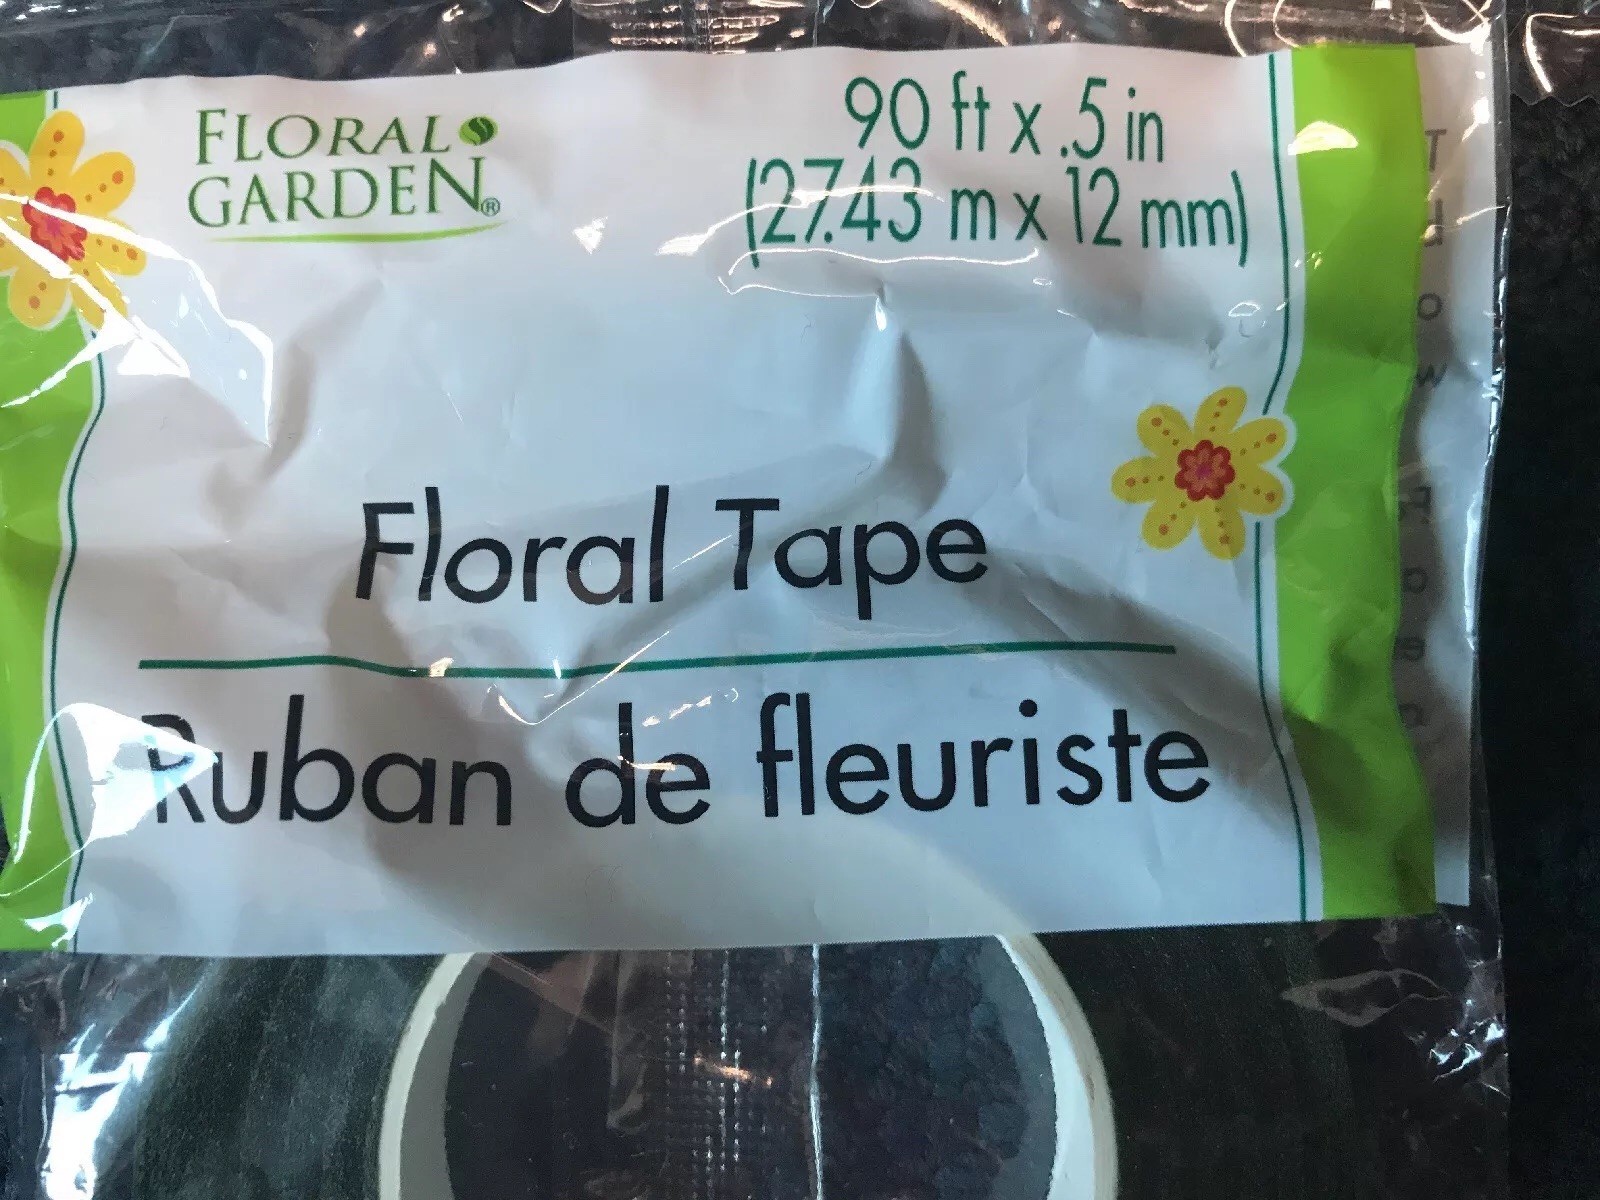 FLORAL
GARDEN®
90 ft x .5 in
(27.43 m x 12 mm)
Floral Tape
Ruban de fleuriste